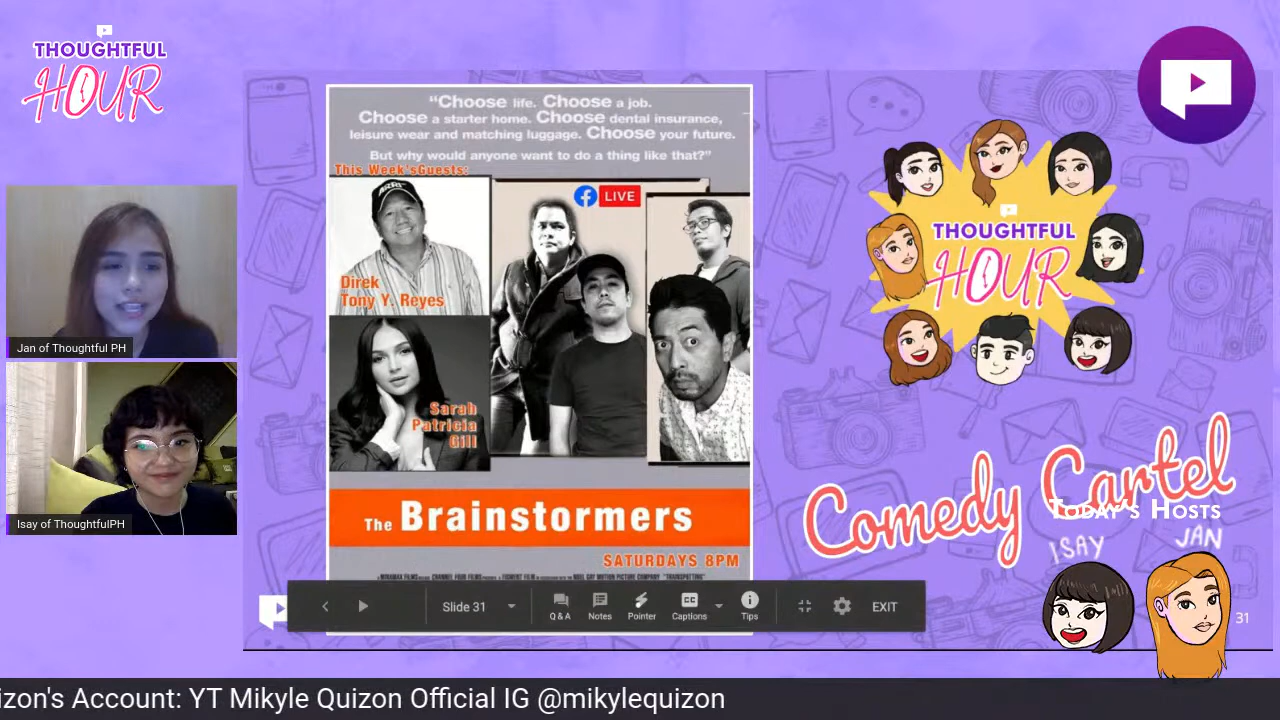 THOUGHTFUL
HOUR
"Choose life. Choose a job.
Choose a starter home. Choose dental insurance,
leisure wear and matching luggage. Choose your future.
But why would anyone want to do a thing like that?"
This Week'sGuests:
LIVE
Direk
Tony Y. Reyes
Sarah
Patricia
Gill
The Brainstormers
SATURDAYS 8PM
THOUGHTFUL
HOUR
Comedy Cartel
TODAY'S HOSTS
ISAY
JAN
Jan of Thoughtful PH
Isay of ThoughtfulPH
Slide 31
Q & A
Notes
Pointer
CC
Captions
Tips
EXIT
31
izon's Account: YT Mikyle Quizon Official IG @mikylequizon